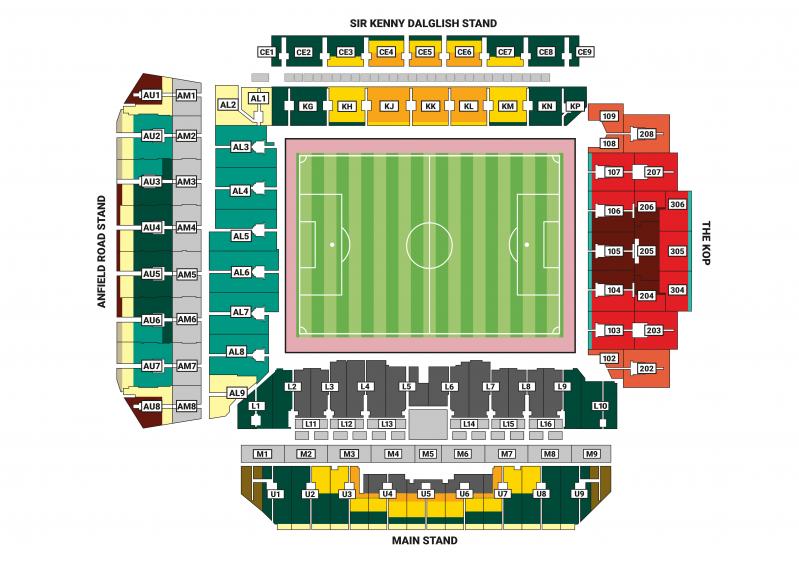 SIR KENNY DALGLISH STAND
CE1 CE2 CE3 CE4 CE5 CE6 CE7 CE8 CE9
AU1 AM1 AL2 AL1 KG KH KJ KK KL KM KN KP
109
208
AU2 AM2 AL3
108
AU3 AM3 AL4
107 207
106 206 306
AU4 AM4 AL5
105 205 305
AU5 AM5 AL6
104 204 304
AU6 AM6 AL7
103 203
AU7 AM7 AL8
102 202
AU8 AM8 AL9
ANFIELD ROAD STAND
THE KOP
L1 L2 L3 L4 L5 L6 L7 L8 L9 L10
L11 L12 L13 L14 L15 L16
M1 M2 M3 M4 M5 M6 M7 M8 M9
U1 U2 U3 U4 U5 U6 U7 U8 U9
MAIN STAND